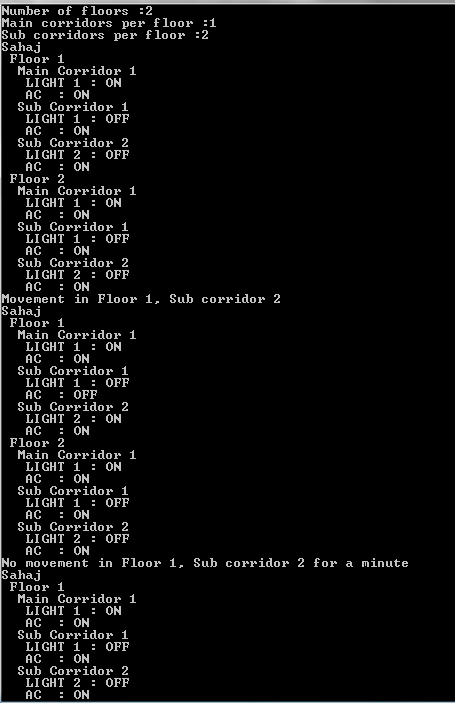 Number of floors :2
Main corridors per floor :1
Sub corridors per floor :2
Sahaj
 Floor 1
  Main Corridor 1
   LIGHT 1 : ON
   AC  : ON
  Sub Corridor 1
   LIGHT 1 : OFF
   AC  : ON
  Sub Corridor 2
   LIGHT 2 : OFF
   AC  : ON
 Floor 2
  Main Corridor 1
   LIGHT 1 : ON
   AC  : ON
  Sub Corridor 1
   LIGHT 1 : OFF
   AC  : ON
  Sub Corridor 2
   LIGHT 2 : OFF
   AC  : ON
Movement in Floor 1, Sub corridor 2
Sahaj
 Floor 1
  Main Corridor 1
   LIGHT 1 : ON
   AC  : ON
  Sub Corridor 1
   LIGHT 1 : OFF
   AC  : OFF
  Sub Corridor 2
   LIGHT 2 : ON
   AC  : ON
 Floor 2
  Main Corridor 1
   LIGHT 1 : ON
   AC  : ON
  Sub Corridor 1
   LIGHT 1 : OFF
   AC  : ON
  Sub Corridor 2
   LIGHT 2 : OFF
   AC  : ON
No movement in Floor 1, Sub corridor 2 for a minute
Sahaj
 Floor 1
  Main Corridor 1
   LIGHT 1 : ON
   AC  : ON
  Sub Corridor 1
   LIGHT 1 : OFF
   AC  : ON
  Sub Corridor 2
   LIGHT 2 : OFF
   AC  : ON